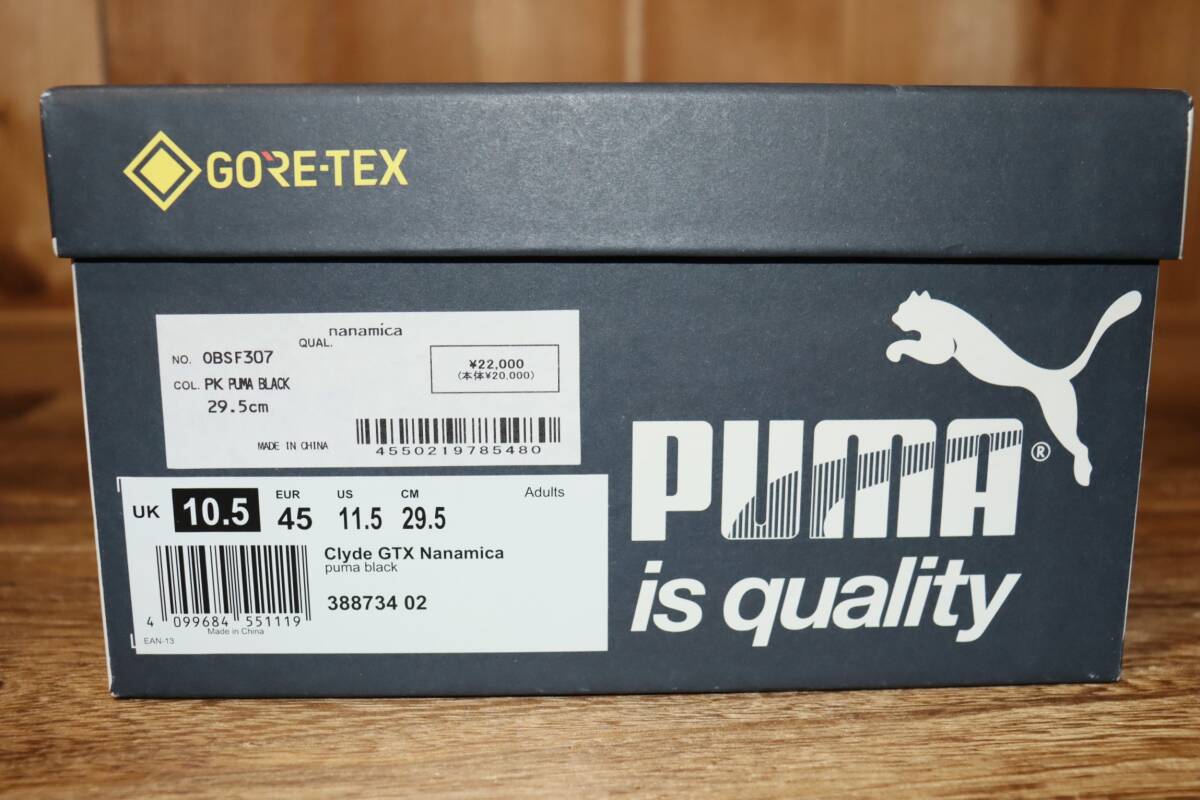 GORE-TEX
nanamica
QUAL.
NO. OBSF307
COL. PK PUMA BLACK
29.5cm
¥22,000
(本体¥20,000)
MADE IN CHINA
4550219785480
UK 10.5 EUR 45 US 11.5 CM 29.5 Adults
Clyde GTX Nanamica
puma black
388734 02
4 099684 551119
Made in China
EAN-13
PUMA ®
is quality